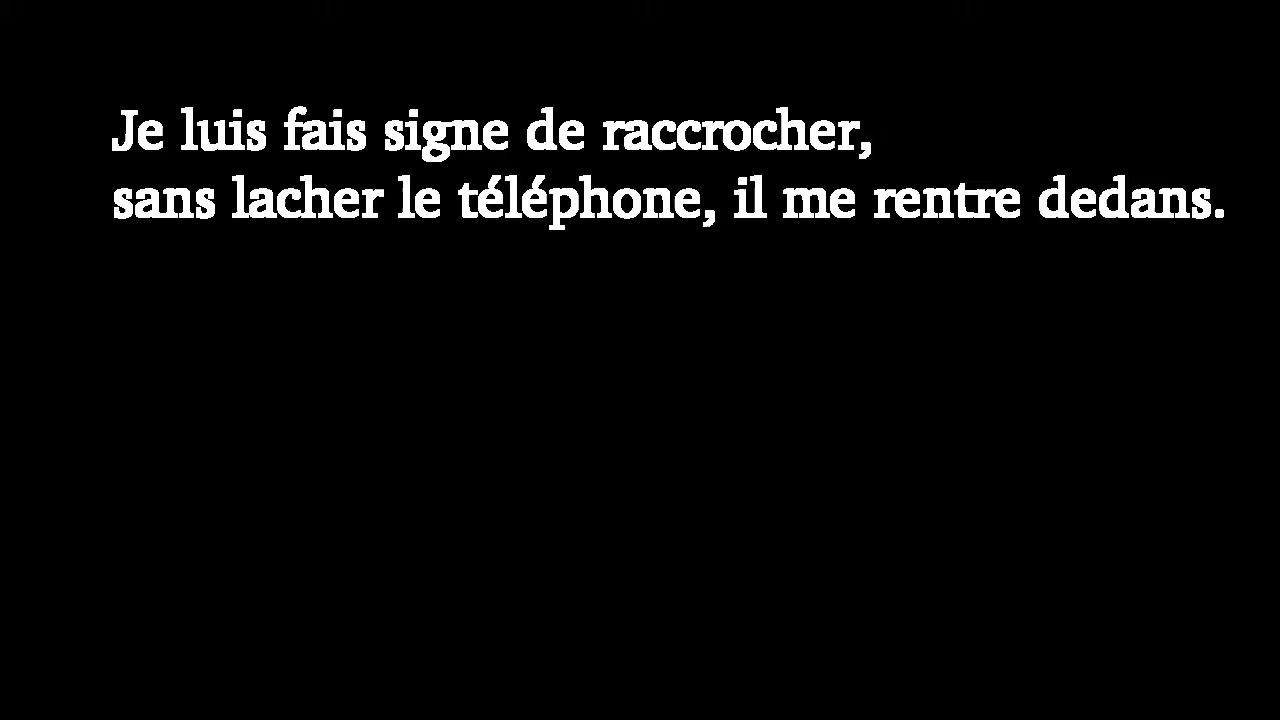 Je luis fais signe de raccrocher,
sans lacher le téléphone, il me rentre dedans.